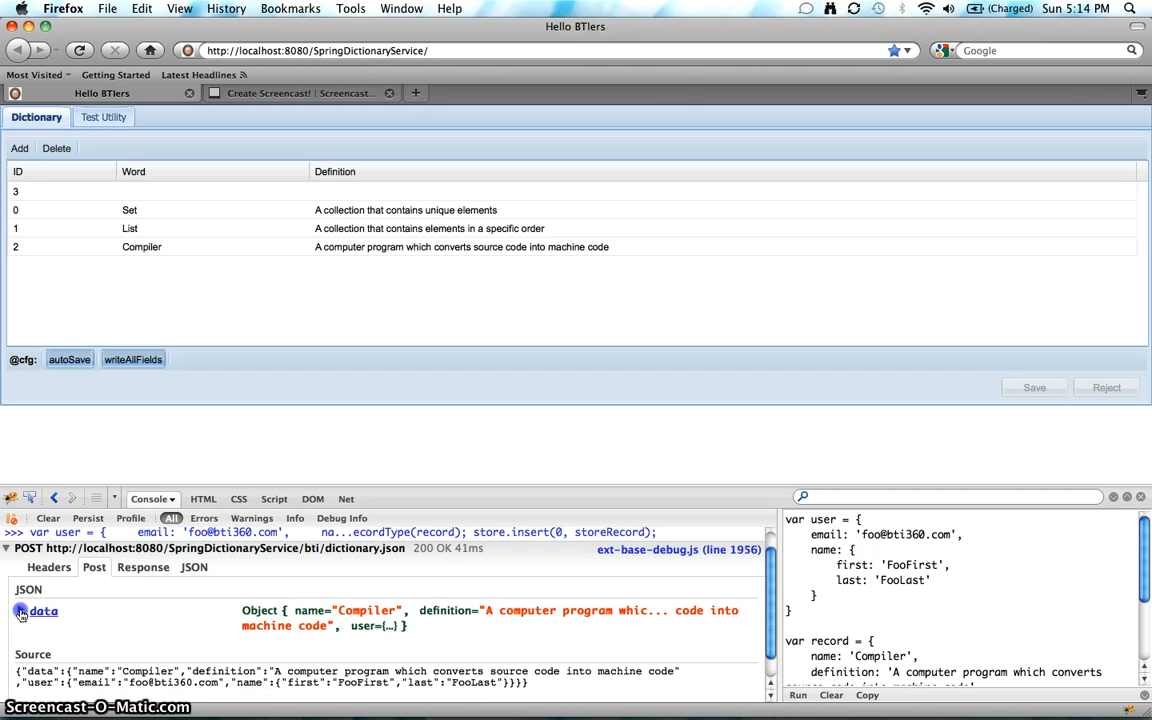 Firefox File Edit View History Bookmarks Tools Window Help (Charged) Sun 5:14 PM
Hello BTIers
http://localhost:8080/SpringDictionaryService/ Google
Most Visited Getting Started Latest Headlines
Hello BTIers Create Screencast! | Screencast...
Dictionary Test Utility
Add Delete
ID Word Definition
3
0 Set A collection that contains unique elements
1 List A collection that contains elements in a specific order
2 Compiler A computer program which converts source code into machine code
@cfg: autoSave writeAllFields
Save Reject
Console HTML CSS Script DOM Net
Clear Persist Profile All Errors Warnings Info Debug Info
>>> var user = { email: 'foo@bti360.com', na...ecordType(record); store.insert(0, storeRecord);
POST http://localhost:8080/SpringDictionaryService/bti/dictionary.json 200 OK 41ms ext-base-debug.js (line 1956)
Headers Post Response JSON
JSON
data Object { name="Compiler", definition="A computer program whic... code into
machine code", user={...} }
Source
{"data":{"name":"Compiler","definition":"A computer program which converts source code into machine code"
,"user":{"email":"foo@bti360.com","name":{"first":"FooFirst","last":"FooLast"}}}}
var user = {
email: 'foo@bti360.com',
name: {
first: 'FooFirst',
last: 'FooLast'
}
}
var record = {
name: 'Compiler',
definition: 'A computer program which converts
Run Clear Copy
Screencast-O-Matic.com